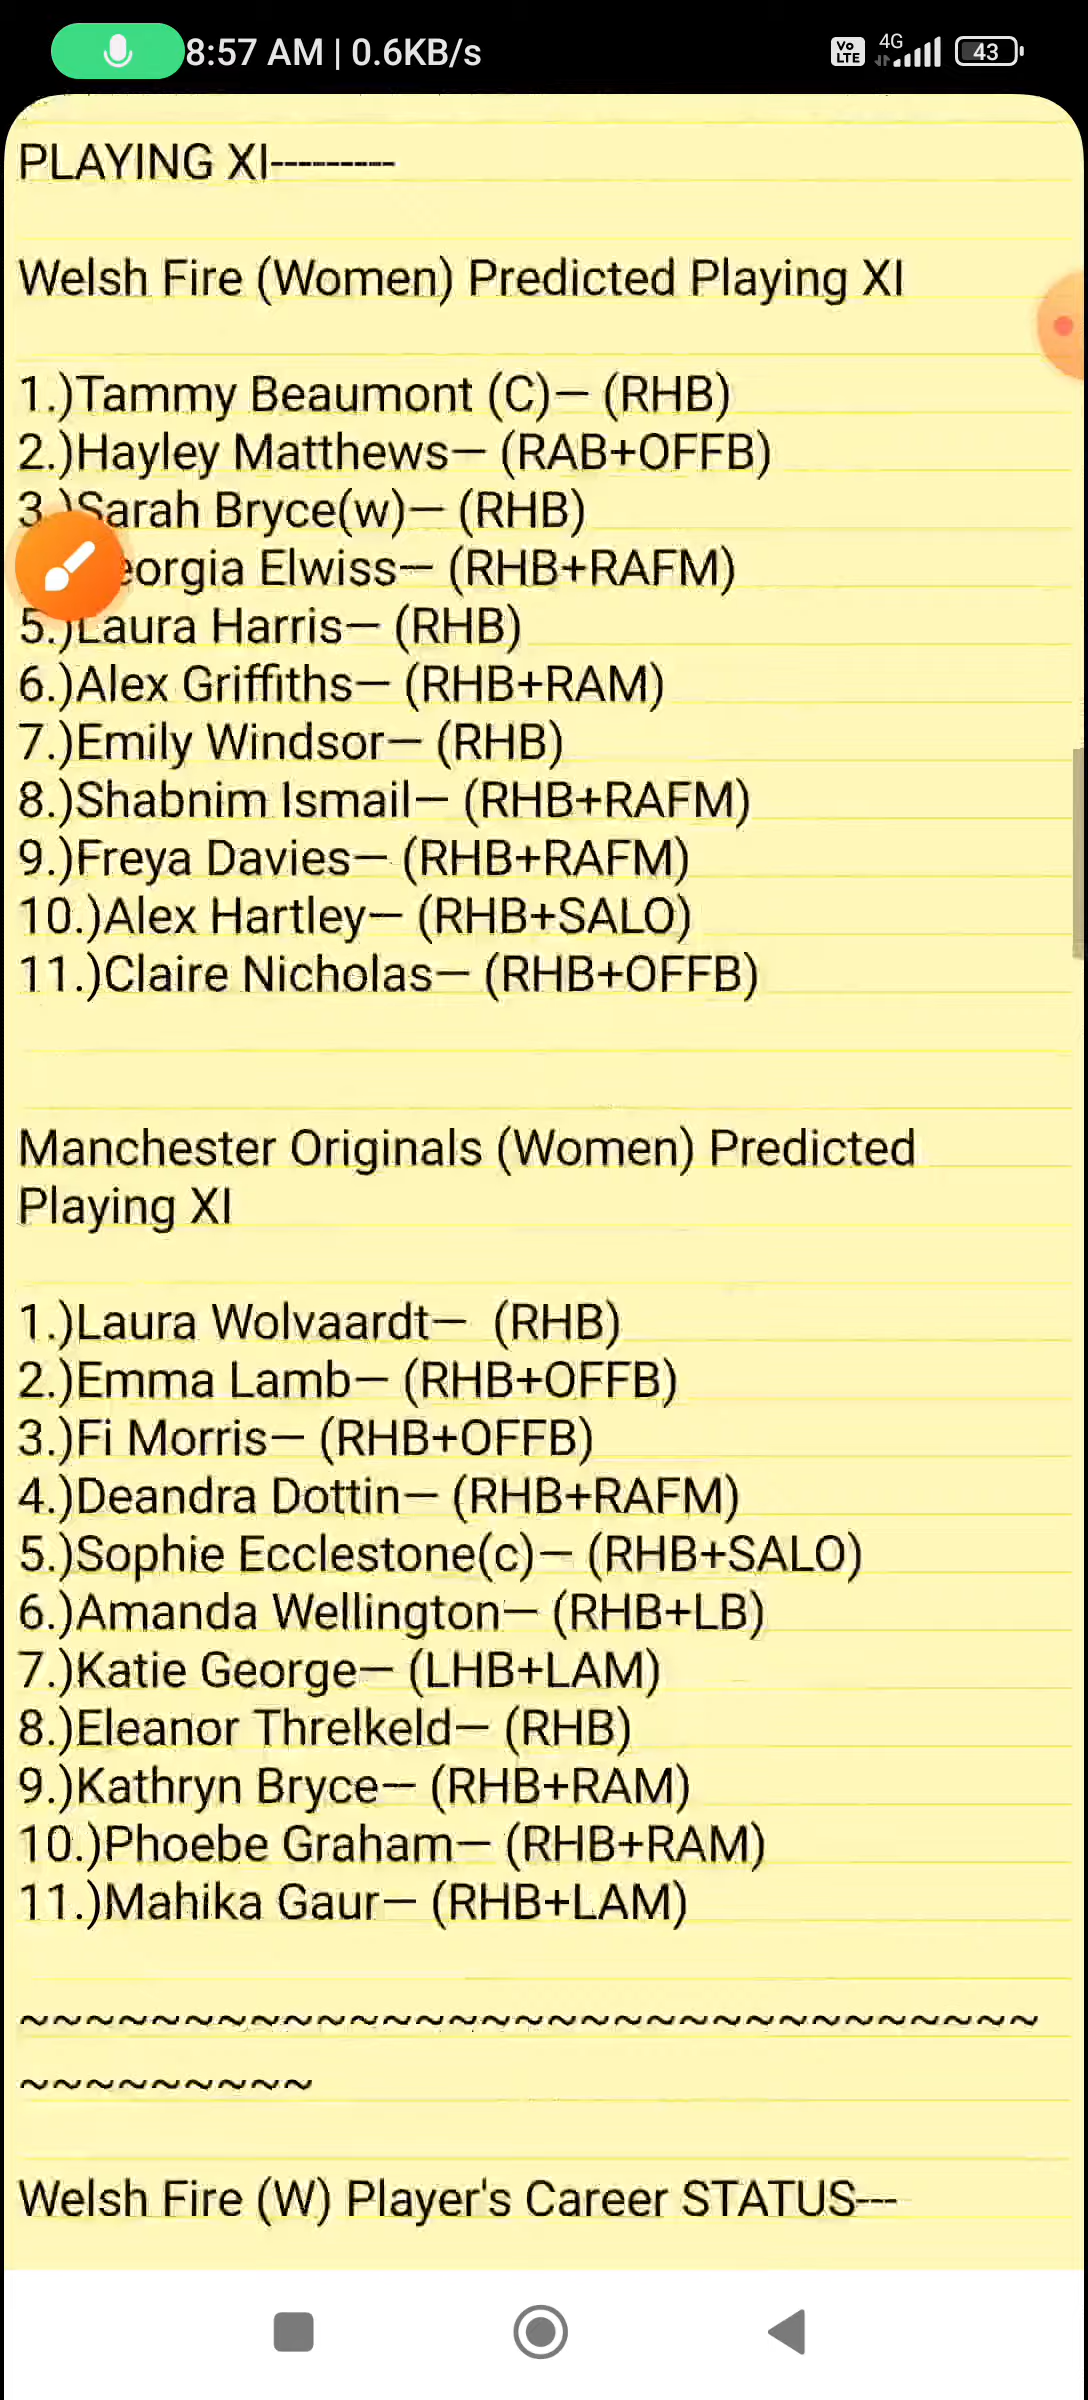 8:57 AM | 0.6KB/s Vo LTE 4G 43
PLAYING XI---------
Welsh Fire (Women) Predicted Playing XI
1.)Tammy Beaumont (C)— (RHB)
2.)Hayley Matthews— (RAB+OFFB)
3.)Sarah Bryce(w)— (RHB)
eorgia Elwiss— (RHB+RAFM)
5.)Laura Harris— (RHB)
6.)Alex Griffiths— (RHB+RAM)
7.)Emily Windsor— (RHB)
8.)Shabnim Ismail— (RHB+RAFM)
9.)Freya Davies— (RHB+RAFM)
10.)Alex Hartley— (RHB+SALO)
11.)Claire Nicholas— (RHB+OFFB)
Manchester Originals (Women) Predicted
Playing XI
1.)Laura Wolvaardt—  (RHB)
2.)Emma Lamb— (RHB+OFFB)
3.)Fi Morris— (RHB+OFFB)
4.)Deandra Dottin— (RHB+RAFM)
5.)Sophie Ecclestone(c)— (RHB+SALO)
6.)Amanda Wellington— (RHB+LB)
7.)Katie George— (LHB+LAM)
8.)Eleanor Threlkeld— (RHB)
9.)Kathryn Bryce— (RHB+RAM)
10.)Phoebe Graham— (RHB+RAM)
11.)Mahika Gaur— (RHB+LAM)
~~~~~~~~~~~~~~~~~~~~~~~~~~~~~~~
~~~~~~~~~
Welsh Fire (W) Player's Career STATUS---